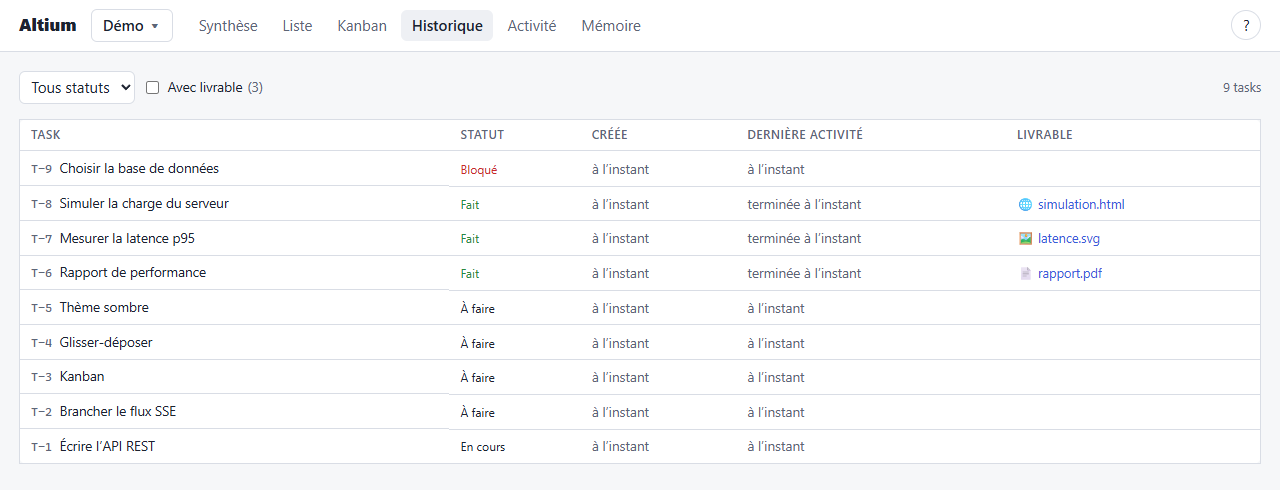 Altium Démo Synthèse Liste Kanban Historique Activité Mémoire ?
Tous statuts Avec livrable (3) 9 tasks
TASK STATUT CRÉÉE DERNIÈRE ACTIVITÉ LIVRABLE
T-9 Choisir la base de données Bloqué à l’instant à l’instant
T-8 Simuler la charge du serveur Fait à l’instant terminée à l’instant simulation.html
T-7 Mesurer la latence p95 Fait à l’instant terminée à l’instant latence.svg
T-6 Rapport de performance Fait à l’instant terminée à l’instant rapport.pdf
T-5 Thème sombre À faire à l’instant à l’instant
T-4 Glisser-déposer À faire à l’instant à l’instant
T-3 Kanban À faire à l’instant à l’instant
T-2 Brancher le flux SSE À faire à l’instant à l’instant
T-1 Écrire l’API REST En cours à l’instant à l’instant